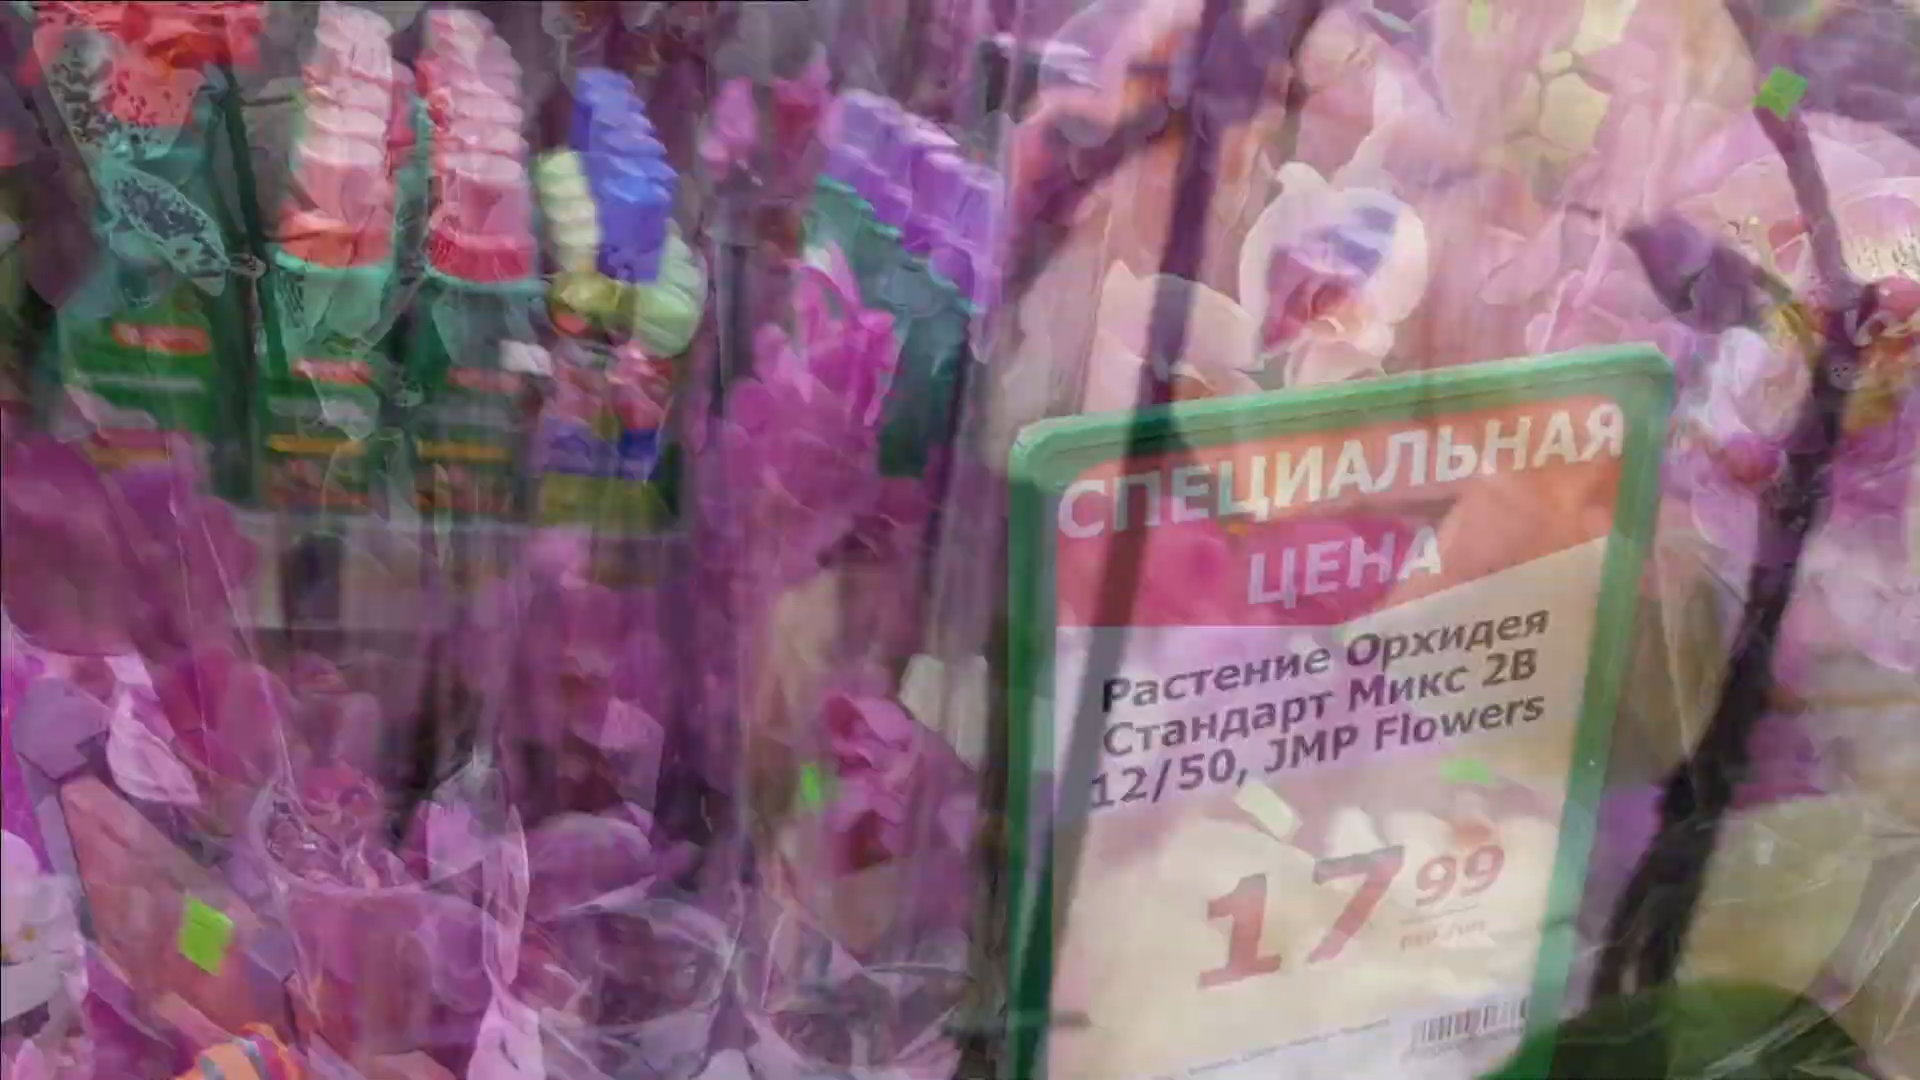 СПЕЦИАЛЬНАЯ
ЦЕНА
Растение Орхидея
Стандарт Микс 2В
12/50, JMP Flowers
17 99